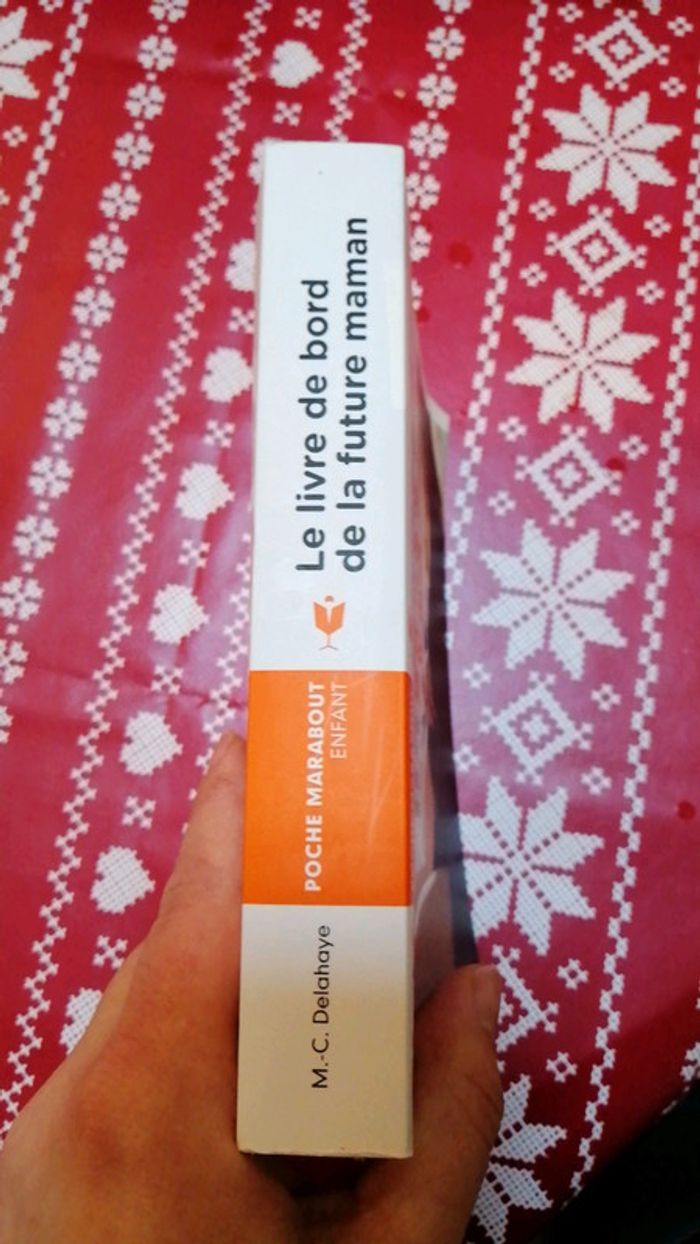 Le livre de bord
de la future maman
POCHE MARABOUT
ENFANT
M.-C. Delahaye